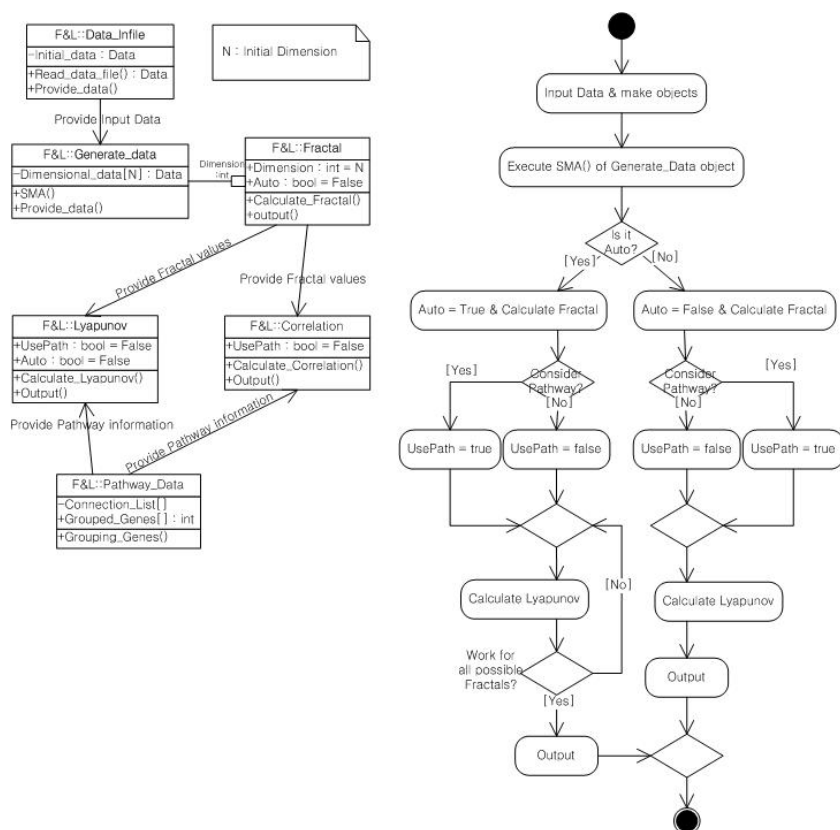 F&L::Data_Infile
-Initial_data : Data
+Read_data_file() : Data
+Provide_data()
N : Initial Dimension
Provide Input Data
F&L::Generate_data
-Dimensional_data[N] : Data
+SMA()
+Provide_data()
Dimension
:int
F&L::Fractal
+Dimension : int = N
+Auto : bool = False
+Calculate_Fractal()
+output()
Provide Fractal values
Provide Fractal values
F&L::Lyapunov
+UsePath : bool = False
+Auto : bool = False
+Calculate_Lyapunov()
+Output()
F&L::Correlation
+UsePath : bool = False
+Calculate_Correlation()
+Output()
Provide Pathway information
Provide Pathway information
F&L::Pathway_Data
-Connection_List[]
+Grouped_Genes[] : int
+Grouping_Genes()
Input Data & make objects
Execute SMA() of Generate_Data object
Is it
Auto?
[Yes]
[No]
Auto = True & Calculate Fractal
Auto = False & Calculate Fractal
[Yes]
Consider
Pathway?
[No]
Consider
Pathway?
[Yes]
[No]
UsePath = true
UsePath = false
UsePath = false
UsePath = true
[No]
Calculate Lyapunov
Calculate Lyapunov
Work for
all possible
Fractals?
[Yes]
Output
Output